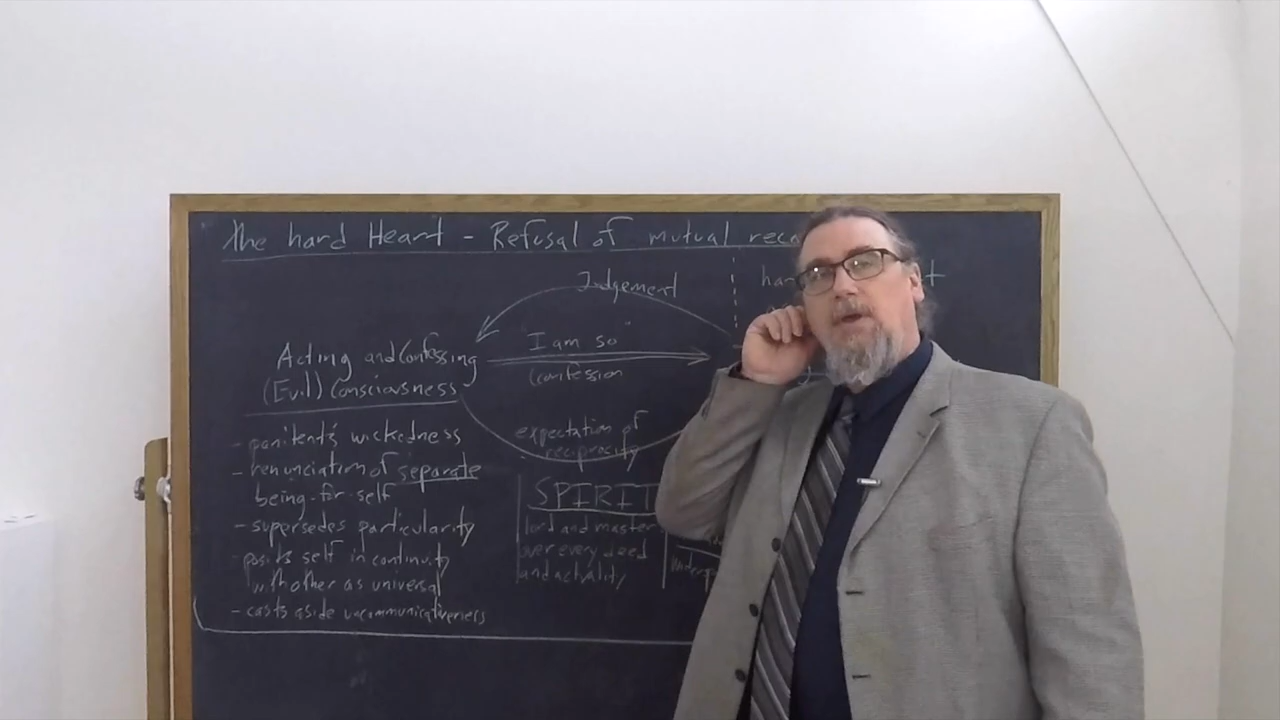 The hard Heart - Refusal of mutual reco
Judgement
har
t
"I am so"
Confession
Acting and Confessing
(Evil) Consciousness
expectation of
reciprocity
- penitent's wickedness
- renunciation of separate
being-for-self
- supersedes particularity
- posits self in continuity
w/ other as universal
- casts aside uncommunicativeness
SPIRIT
lord and master
over every deed
and actuality